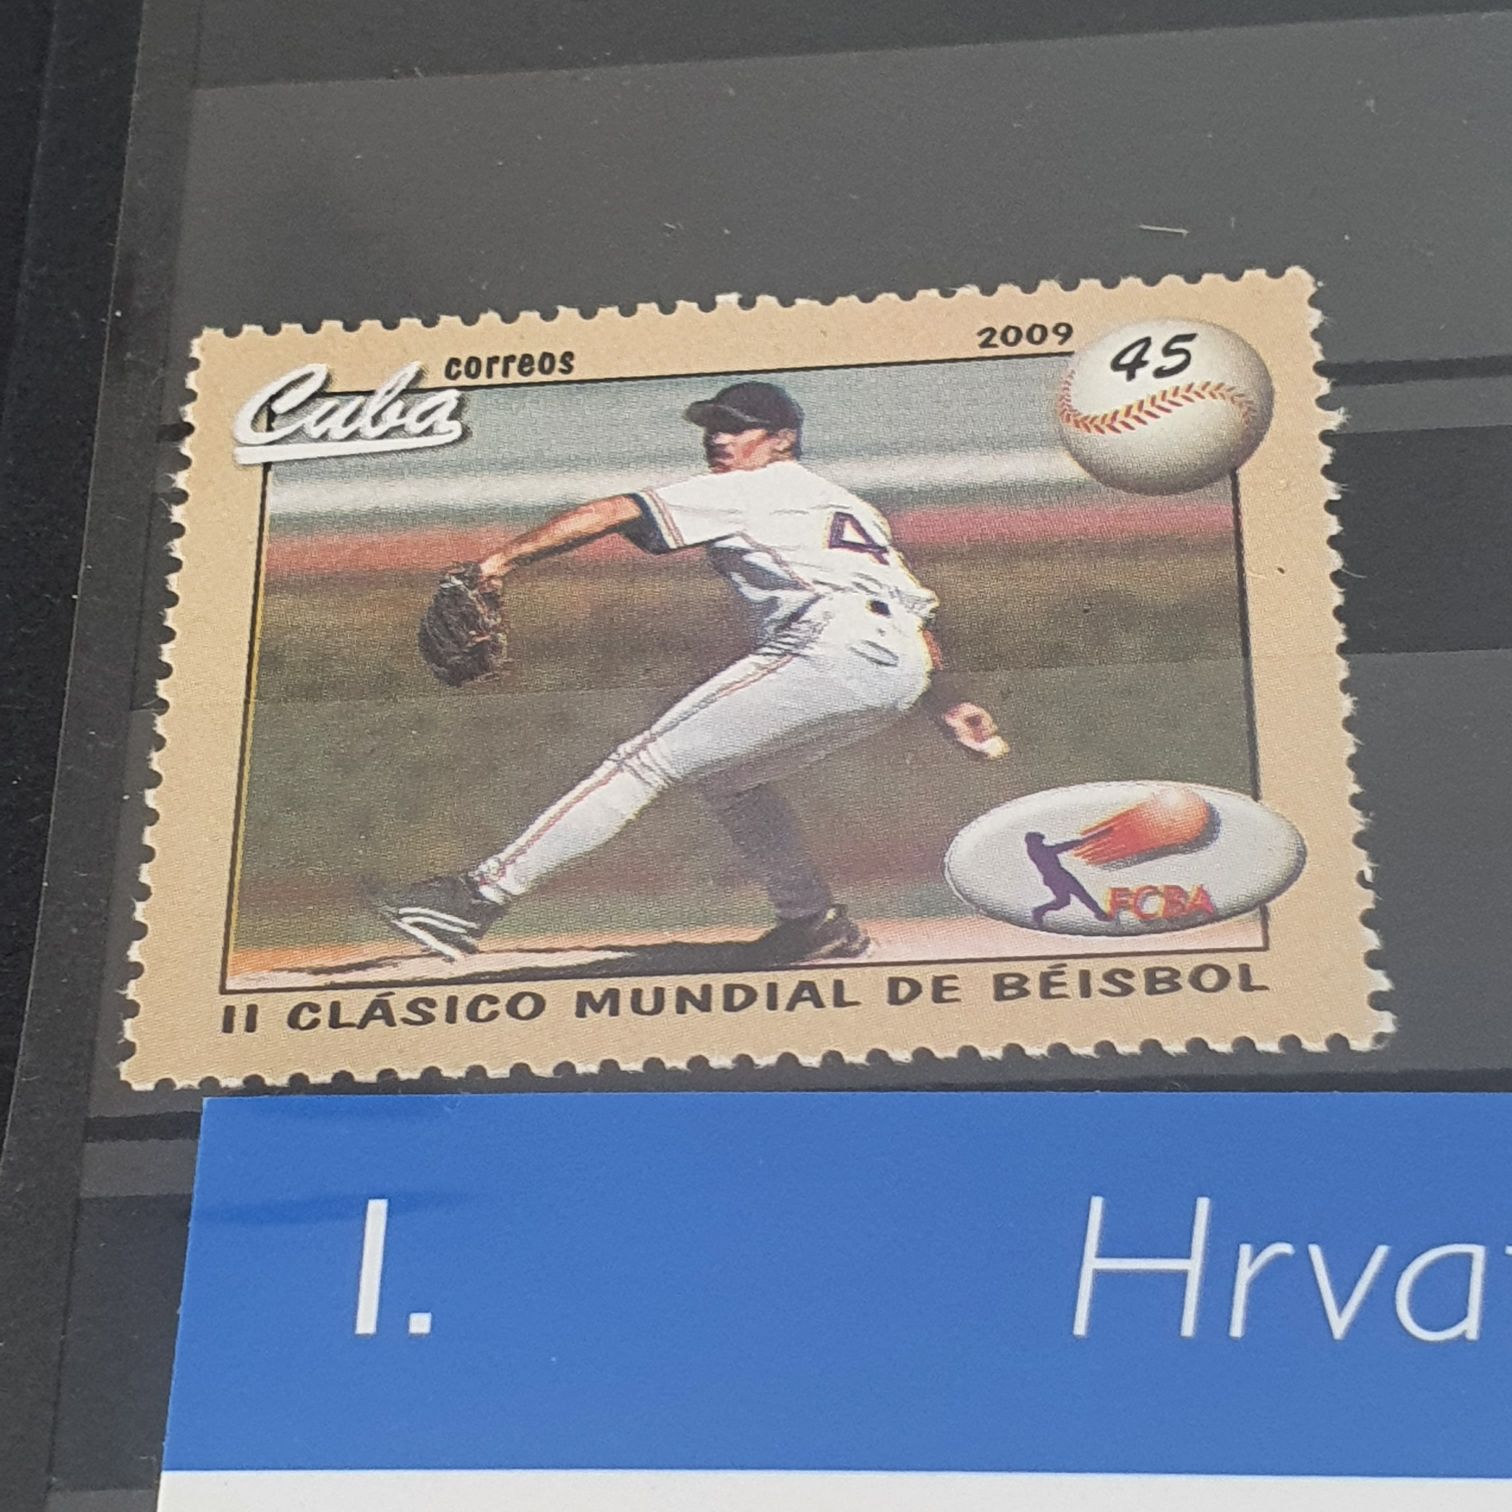 Cuba correos 2009 45
4
FCBA
II CLÁSICO MUNDIAL DE BÉISBOL
I. Hrva